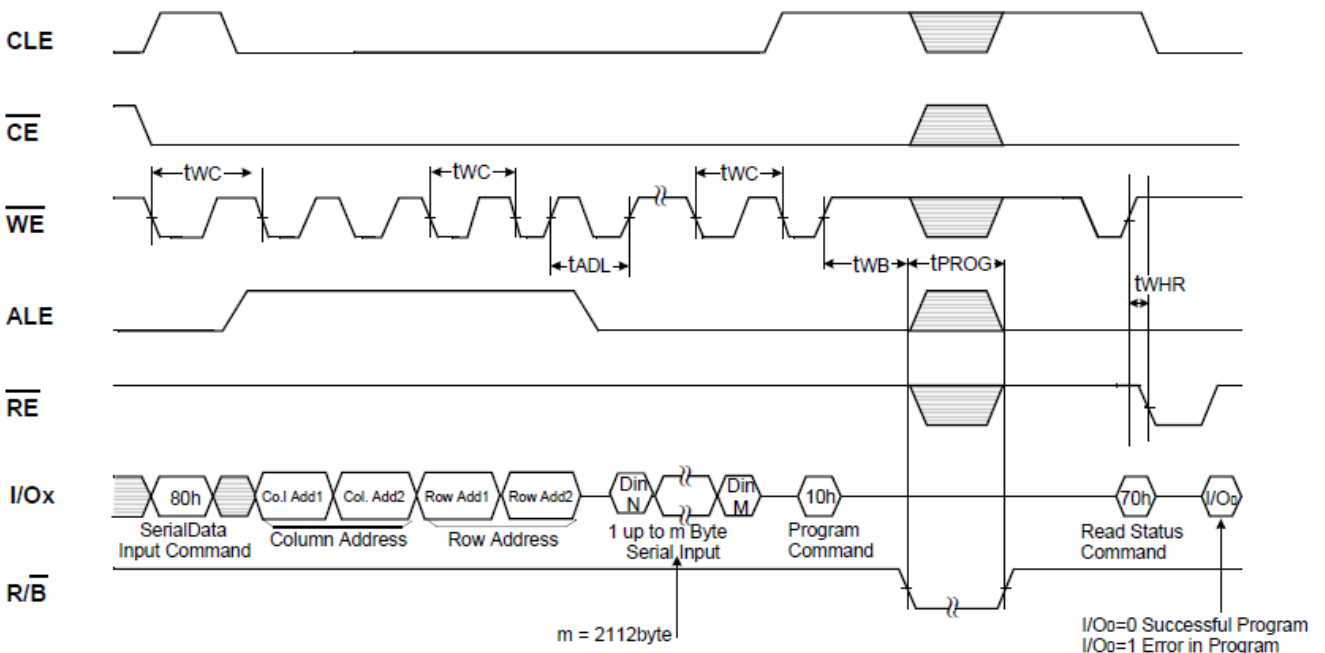 CLE
CE
tWC
tWC
tWC
WE
tADL
tWB
tPROG
tWHR
ALE
RE
I/Ox
80h
Co.l Add1
Col. Add2
Row Add1
Row Add2
Din
N
Din
M
10h
70h
I/O0
SerialData
Input Command
Column Address
Row Address
1 up to m Byte
Serial Input
Program
Command
Read Status
Command
R/B
m = 2112byte
I/O0=0 Successful Program
I/O0=1 Error in Program